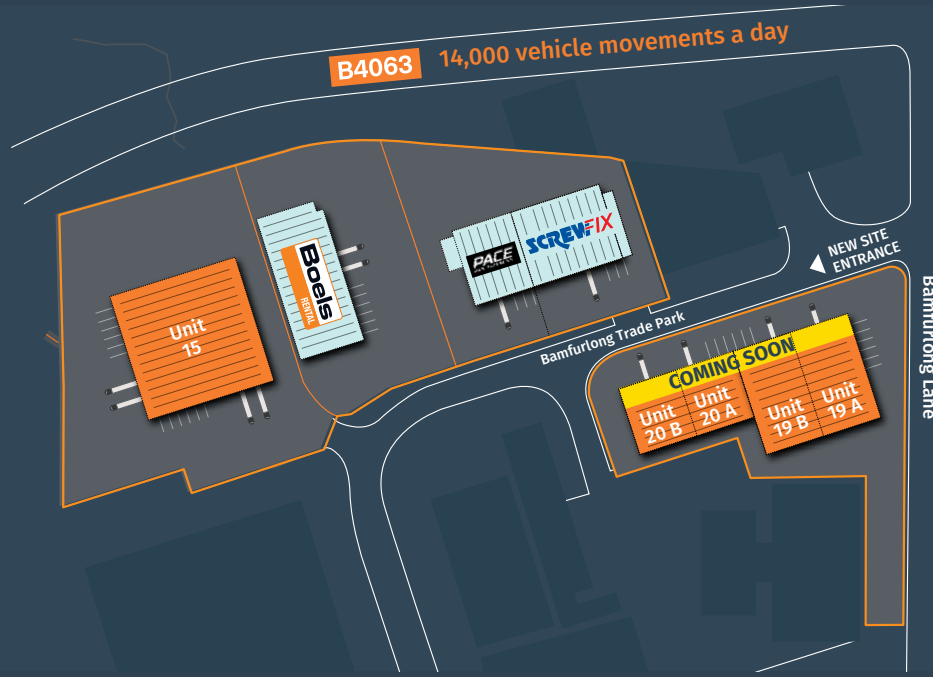 B4063
14,000 vehicle movements a day
NEW SITE
ENTRANCE
PACE
SCREWFIX
Boels
RENTAL
Unit
15
Bamfurlong Trade Park
Bamfurlong Lane
COMING SOON
Unit
20 B
Unit
20 A
Unit
19 B
Unit
19 A